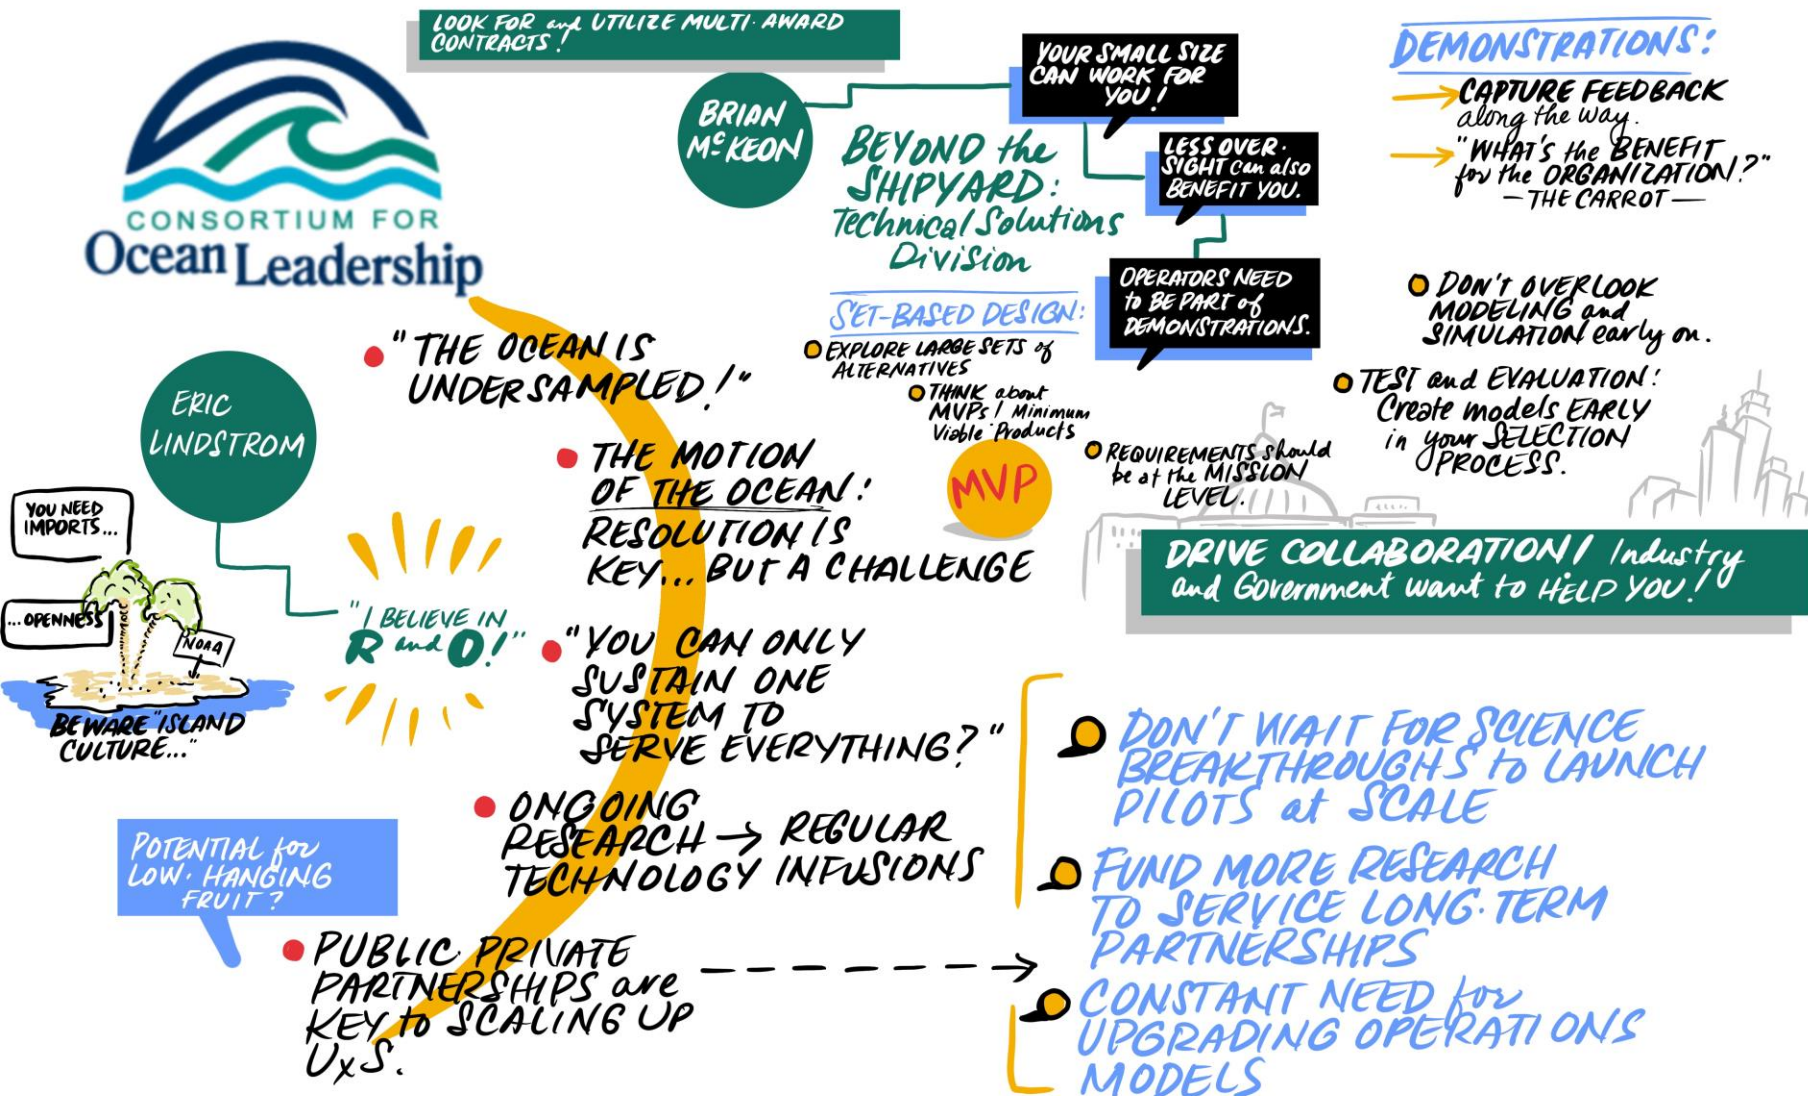 LOOK FOR and UTILIZE MULTI-AWARD
CONTRACTS!
CONSORTIUM FOR
Ocean Leadership
BRIAN
McKEON
BEYOND the
SHIPYARD:
Technical Solutions
Division
YOUR SMALL SIZE
CAN WORK FOR
YOU!
LESS OVER-
SIGHT can also
BENEFIT YOU.
OPERATORS NEED
to BE PART of
DEMONSTRATIONS.
DEMONSTRATIONS:
CAPTURE FEEDBACK
along the way.
"WHAT'S the BENEFIT
for the ORGANIZATION?"
— THE CARROT —
SET-BASED DESIGN:
EXPLORE LARGE SETS of
ALTERNATIVES
THINK about
MVPs / Minimum
Viable Products
MVP
REQUIREMENTS should
be at the MISSION
LEVEL.
DON'T OVERLOOK
MODELING and
SIMULATION early on.
TEST and EVALUATION:
Create models EARLY
in your SELECTION
PROCESS.
DRIVE COLLABORATION! Industry
and Government want to HELP YOU!
ERIC
LINDSTROM
"I BELIEVE IN
R and D!"
YOU NEED
IMPORTS...
...OPENNESS
NOAA
BEWARE "ISLAND
CULTURE..."
"THE OCEAN IS
UNDERSAMPLED!"
THE MOTION
OF THE OCEAN:
RESOLUTION IS
KEY... BUT A CHALLENGE
"YOU CAN ONLY
SUSTAIN ONE
SYSTEM TO
SERVE EVERYTHING?"
ONGOING
RESEARCH → REGULAR
TECHNOLOGY INFUSIONS
POTENTIAL for
LOW-HANGING
FRUIT?
PUBLIC-PRIVATE
PARTNERSHIPS are
KEY to SCALING UP
UxS.
DON'T WAIT FOR SCIENCE
BREAKTHROUGHS to LAUNCH
PILOTS at SCALE
FUND MORE RESEARCH
TO SERVICE LONG-TERM
PARTNERSHIPS
CONSTANT NEED for
UPGRADING OPERATIONS
MODELS